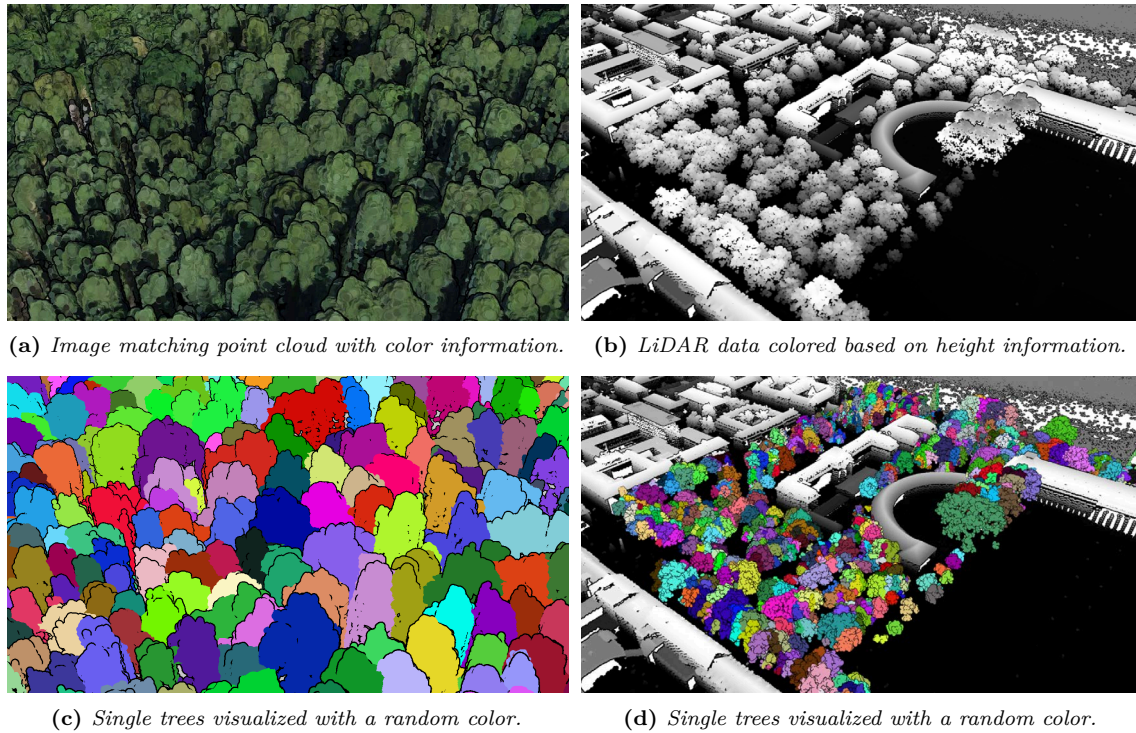 (a) Image matching point cloud with color information.
(b) LiDAR data colored based on height information.
(c) Single trees visualized with a random color.
(d) Single trees visualized with a random color.